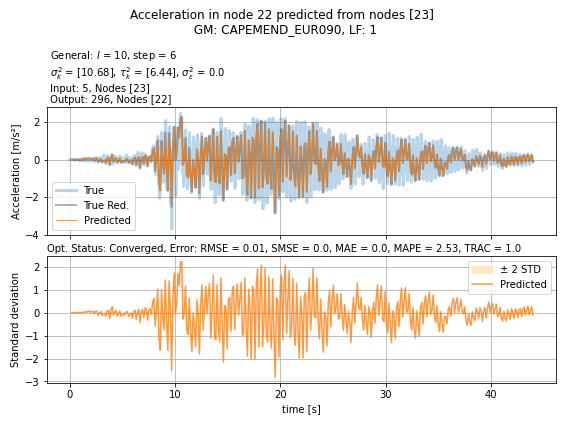 Acceleration in node 22 predicted from nodes [23]
GM: CAPEMEND_EUR090, LF: 1
General: l = 10, step = 6
σ²ₖ = [10.68], τ²ₖ = [6.44], σ²ε = 0.0
Input: 5, Nodes [23]
Output: 296, Nodes [22]
Acceleration [m/s²]
2
0
−2
−4
True
True Red.
Predicted
Opt. Status: Converged, Error: RMSE = 0.01, SMSE = 0.0, MAE = 0.0, MAPE = 2.53, TRAC = 1.0
Standard deviation
2
1
0
−1
−2
−3
± 2 STD
Predicted
0 10 20 30 40
time [s]